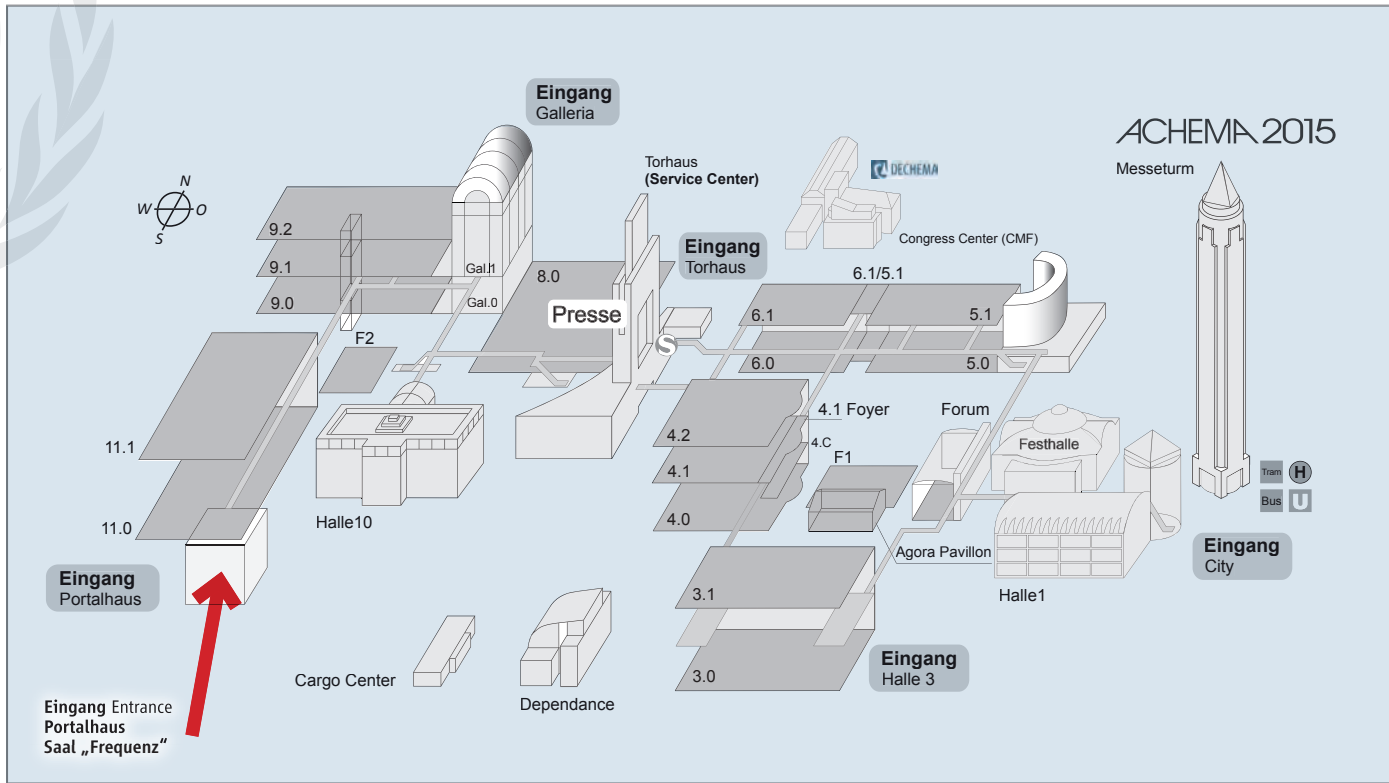 Eingang
Galleria
ACHEMA 2015
Messeturm
Torhaus
(Service Center)
DECHEMA
N
W O
S
9.2
9.1
9.0
Gal.1
Gal.0
F2
8.0
Eingang
Torhaus
Congress Center (CMF)
Presse
S
6.1/5.1
6.1
5.1
6.0
5.0
11.1
11.0
Halle10
4.2
4.1
4.0
4.1 Foyer
4.C
F1
Forum
Festhalle
Agora Pavillon
Halle1
Tram H
Bus U
Eingang
City
Eingang
Portalhaus
3.1
3.0
Eingang
Halle 3
Cargo Center
Dependance
Eingang Entrance
Portalhaus
Saal „Frequenz“